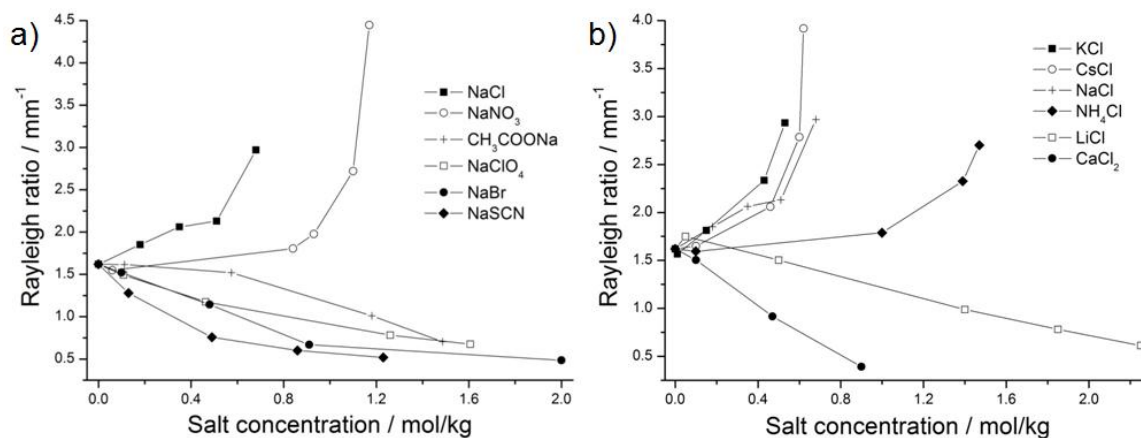 a)
4.5
4.0
3.5
3.0
2.5
2.0
1.5
1.0
0.5
Rayleigh ratio / mm⁻¹
NaCl
NaNO₃
CH₃COONa
NaClO₄
NaBr
NaSCN
0.0 0.4 0.8 1.2 1.6 2.0
Salt concentration / mol/kg
b)
4.0
3.5
3.0
2.5
2.0
1.5
1.0
0.5
Rayleigh ratio / mm⁻¹
KCl
CsCl
NaCl
NH₄Cl
LiCl
CaCl₂
0.0 0.4 0.8 1.2 1.6 2.0
Salt concentration / mol/kg